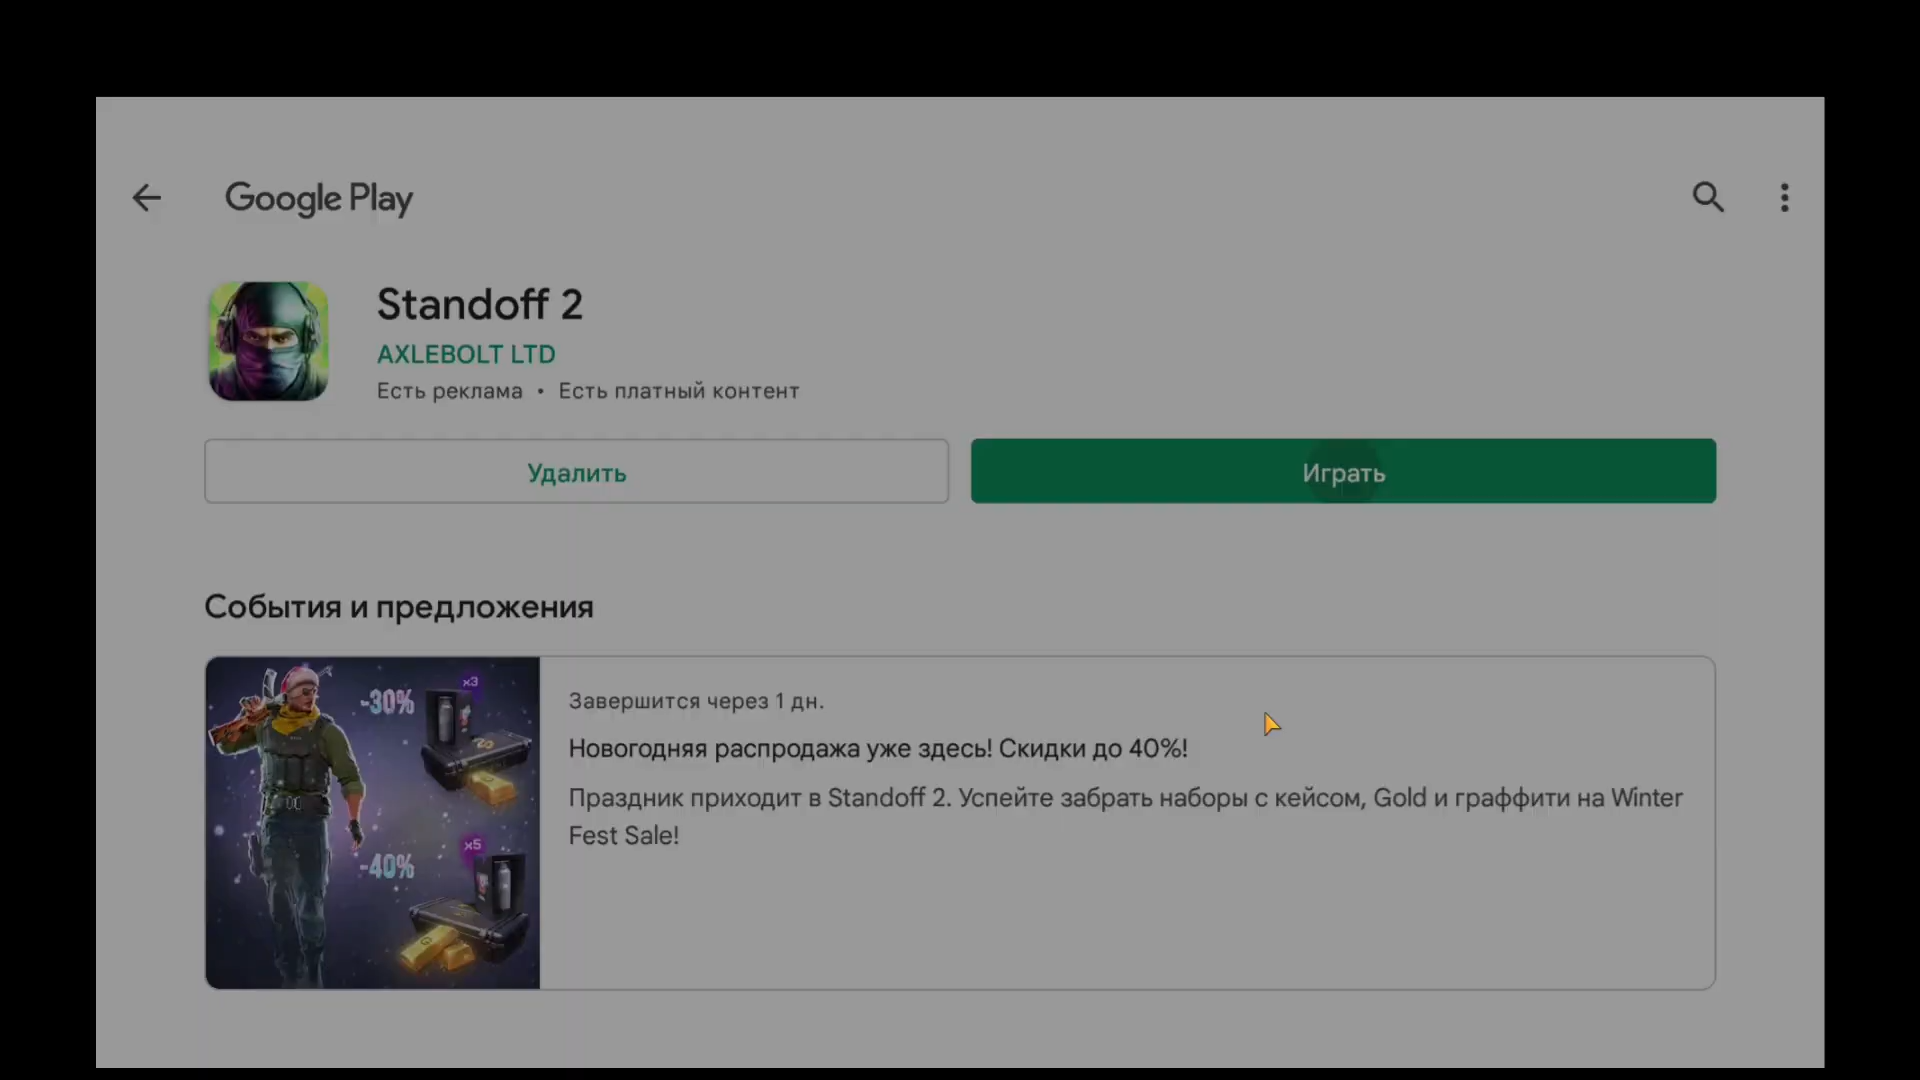 Google Play
Standoff 2
AXLEBOLT LTD
Есть реклама • Есть платный контент
Удалить
Играть
События и предложения
-30%
x3
x5
-40%
Завершится через 1 дн.
Новогодняя распродажа уже здесь! Скидки до 40%!
Праздник приходит в Standoff 2. Успейте забрать наборы с кейсом, Gold и граффити на Winter
Fest Sale!